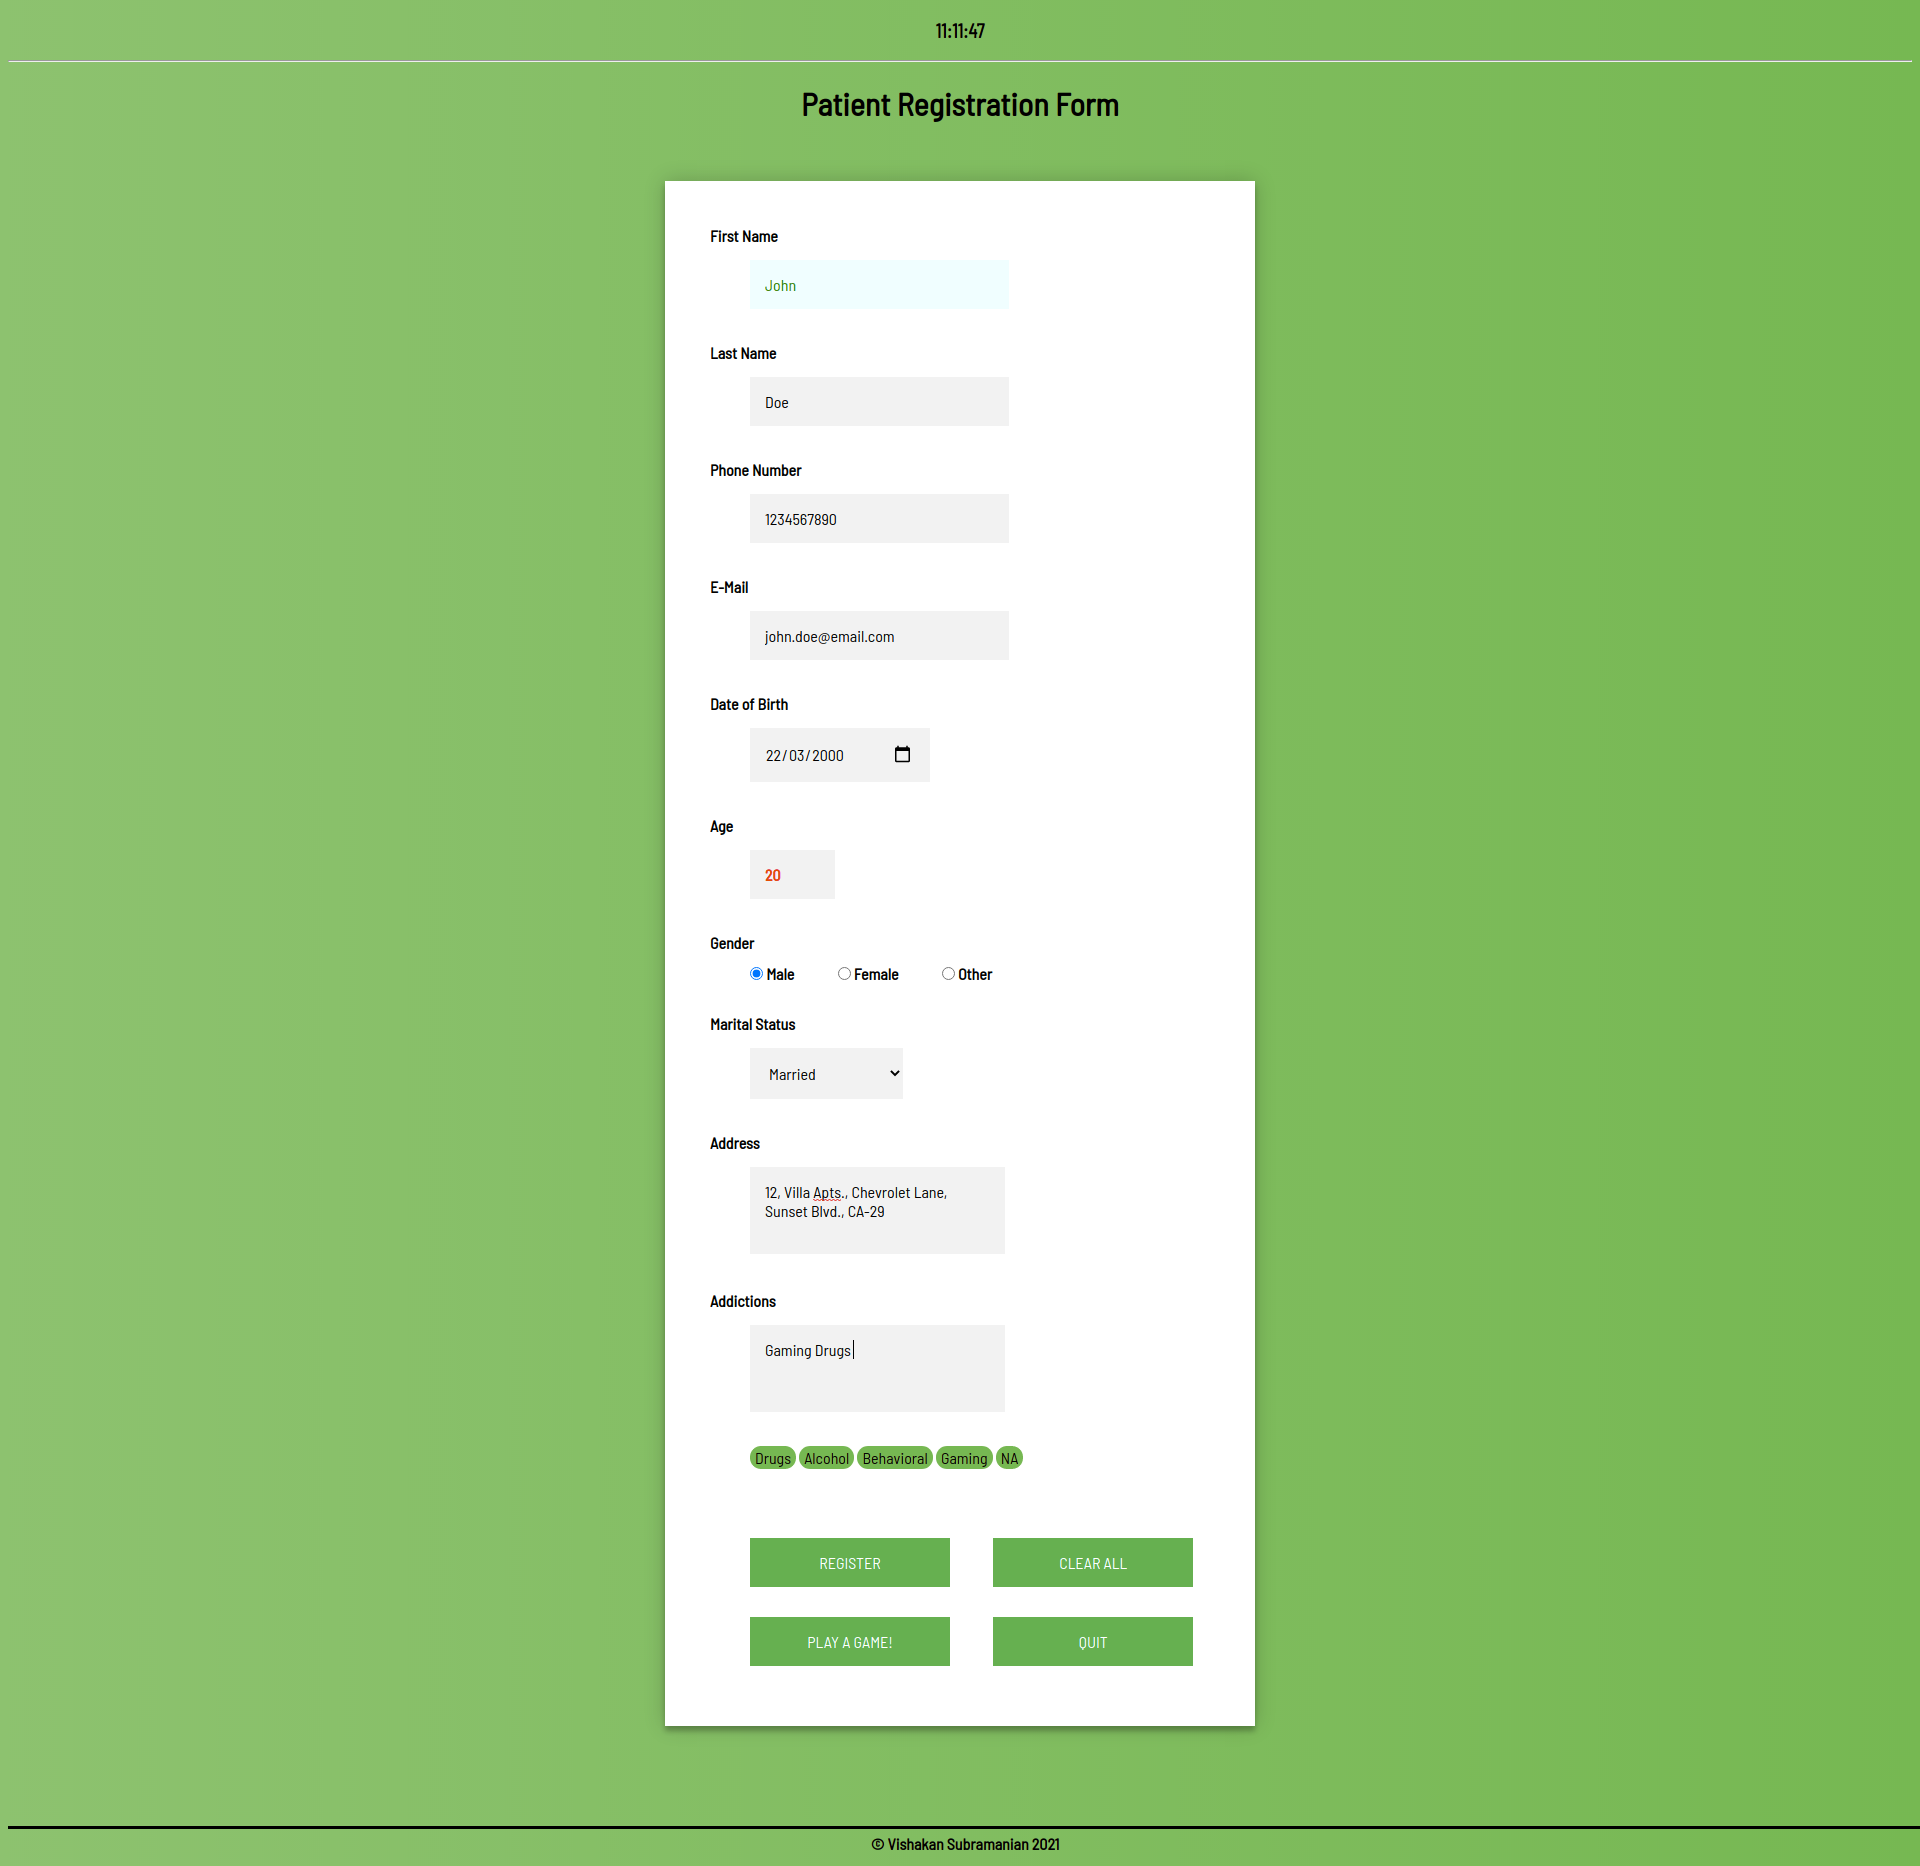 11:11:47
Patient Registration Form
First Name
John
Last Name
Doe
Phone Number
1234567890
E-Mail
john.doe@email.com
Date of Birth
22/03/2000
Age
20
Gender
Male Female Other
Marital Status
Married
Address
12, Villa Apts., Chevrolet Lane,
Sunset Blvd., CA-29
Addictions
Gaming Drugs
Drugs Alcohol Behavioral Gaming NA
REGISTER CLEAR ALL
PLAY A GAME! QUIT
© Vishakan Subramanian 2021